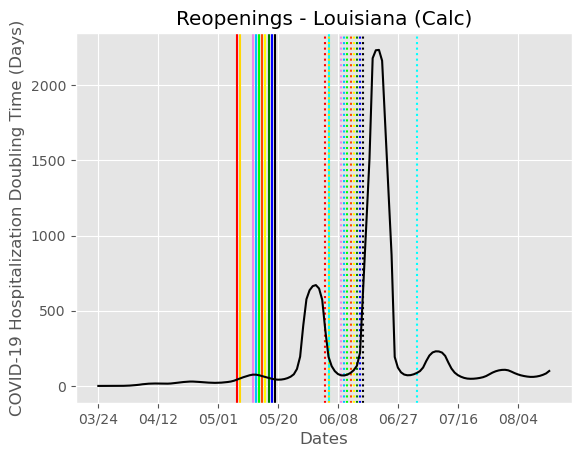 Reopenings - Louisiana (Calc)
COVID-19 Hospitalization Doubling Time (Days)
2000
1500
1000
500
0
03/24 04/12 05/01 05/20 06/08 06/27 07/16 08/04
Dates